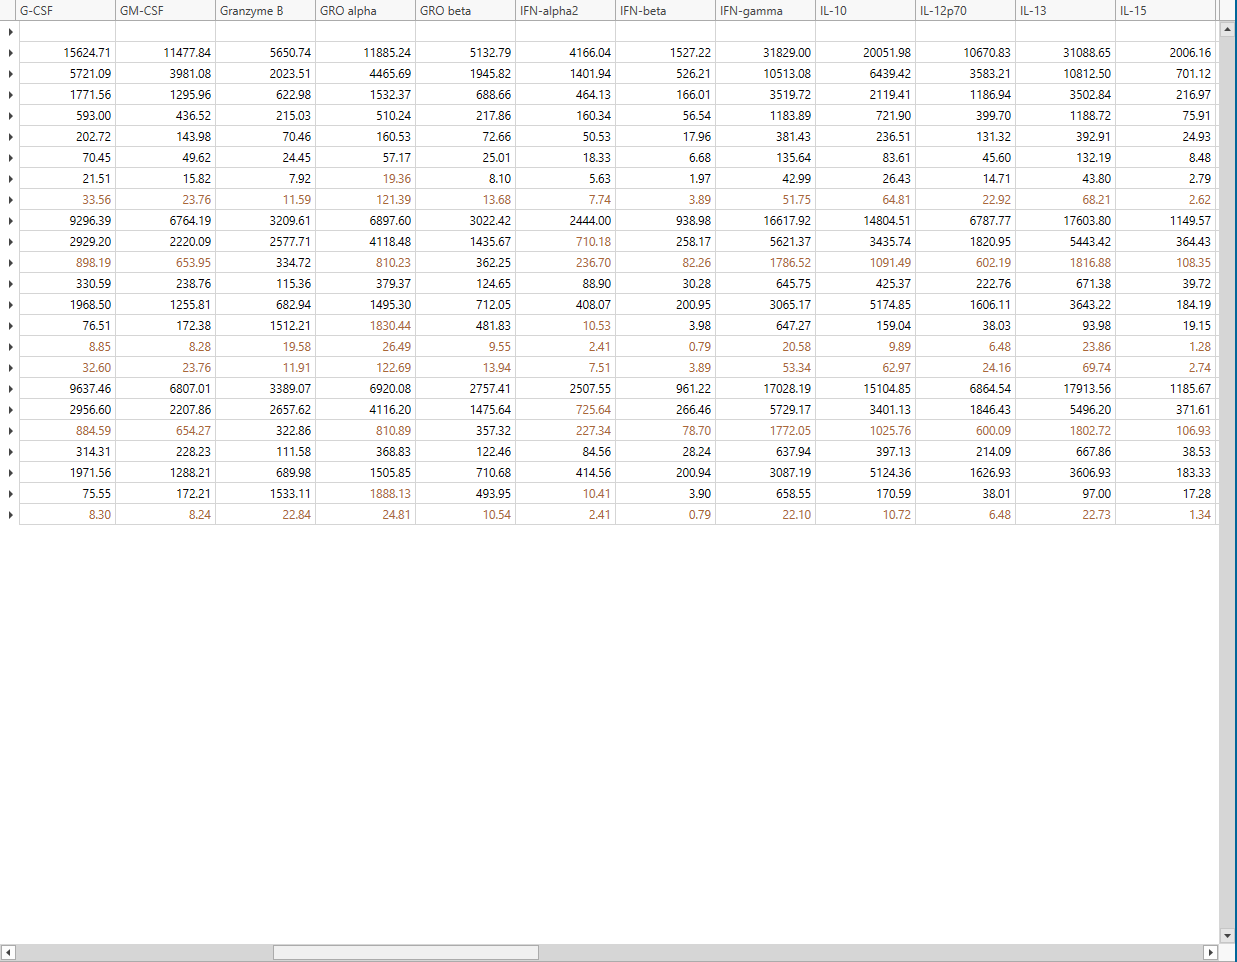 G-CSF GM-CSF Granzyme B GRO alpha GRO beta IFN-alpha2 IFN-beta IFN-gamma IL-10 IL-12p70 IL-13 IL-15
15624.71 11477.84 5650.74 11885.24 5132.79 4166.04 1527.22 31829.00 20051.98 10670.83 31088.65 2006.16
5721.09 3981.08 2023.51 4465.69 1945.82 1401.94 526.21 10513.08 6439.42 3583.21 10812.50 701.12
1771.56 1295.96 622.98 1532.37 688.66 464.13 166.01 3519.72 2119.41 1186.94 3502.84 216.97
593.00 436.52 215.03 510.24 217.86 160.34 56.54 1183.89 721.90 399.70 1188.72 75.91
202.72 143.98 70.46 160.53 72.66 50.53 17.96 381.43 236.51 131.32 392.91 24.93
70.45 49.62 24.45 57.17 25.01 18.33 6.68 135.64 83.61 45.60 132.19 8.48
21.51 15.82 7.92 19.36 8.10 5.63 1.97 42.99 26.43 14.71 43.80 2.79
33.56 23.76 11.59 121.39 13.68 7.74 3.89 51.75 64.81 22.92 68.21 2.62
9296.39 6764.19 3209.61 6897.60 3022.42 2444.00 938.98 16617.92 14804.51 6787.77 17603.80 1149.57
2929.20 2220.09 2577.71 4118.48 1435.67 710.18 258.17 5621.37 3435.74 1820.95 5443.42 364.43
898.19 653.95 334.72 810.23 362.25 236.70 82.26 1786.52 1091.49 602.19 1816.88 108.35
330.59 238.76 115.36 379.37 124.65 88.90 30.28 645.75 425.37 222.76 671.38 39.72
1968.50 1255.81 682.94 1495.30 712.05 408.07 200.95 3065.17 5174.85 1606.11 3643.22 184.19
76.51 172.38 1512.21 1830.44 481.83 10.53 3.98 647.27 159.04 38.03 93.98 19.15
8.85 8.28 19.58 26.49 9.55 2.41 0.79 20.58 9.89 6.48 23.86 1.28
32.60 23.76 11.91 122.69 13.94 7.51 3.89 53.34 62.97 24.16 69.74 2.74
9637.46 6807.01 3389.07 6920.08 2757.41 2507.55 961.22 17028.19 15104.85 6864.54 17913.56 1185.67
2956.60 2207.86 2657.62 4116.20 1475.64 725.64 266.46 5729.17 3401.13 1846.43 5496.20 371.61
884.59 654.27 322.86 810.89 357.32 227.34 78.70 1772.05 1025.76 600.09 1802.72 106.93
314.31 228.23 111.58 368.83 122.46 84.56 28.24 637.94 397.13 214.09 667.86 38.53
1971.56 1288.21 689.98 1505.85 710.68 414.56 200.94 3087.19 5124.36 1626.93 3606.93 183.33
75.55 172.21 1533.11 1888.13 493.95 10.41 3.90 658.55 170.59 38.01 97.00 17.28
8.30 8.24 22.84 24.81 10.54 2.41 0.79 22.10 10.72 6.48 22.73 1.34